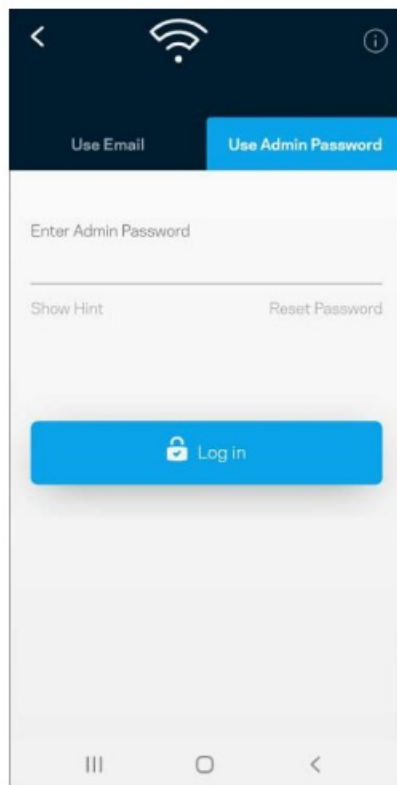 Use Email
Use Admin Password
Enter Admin Password
Show Hint
Reset Password
Log in